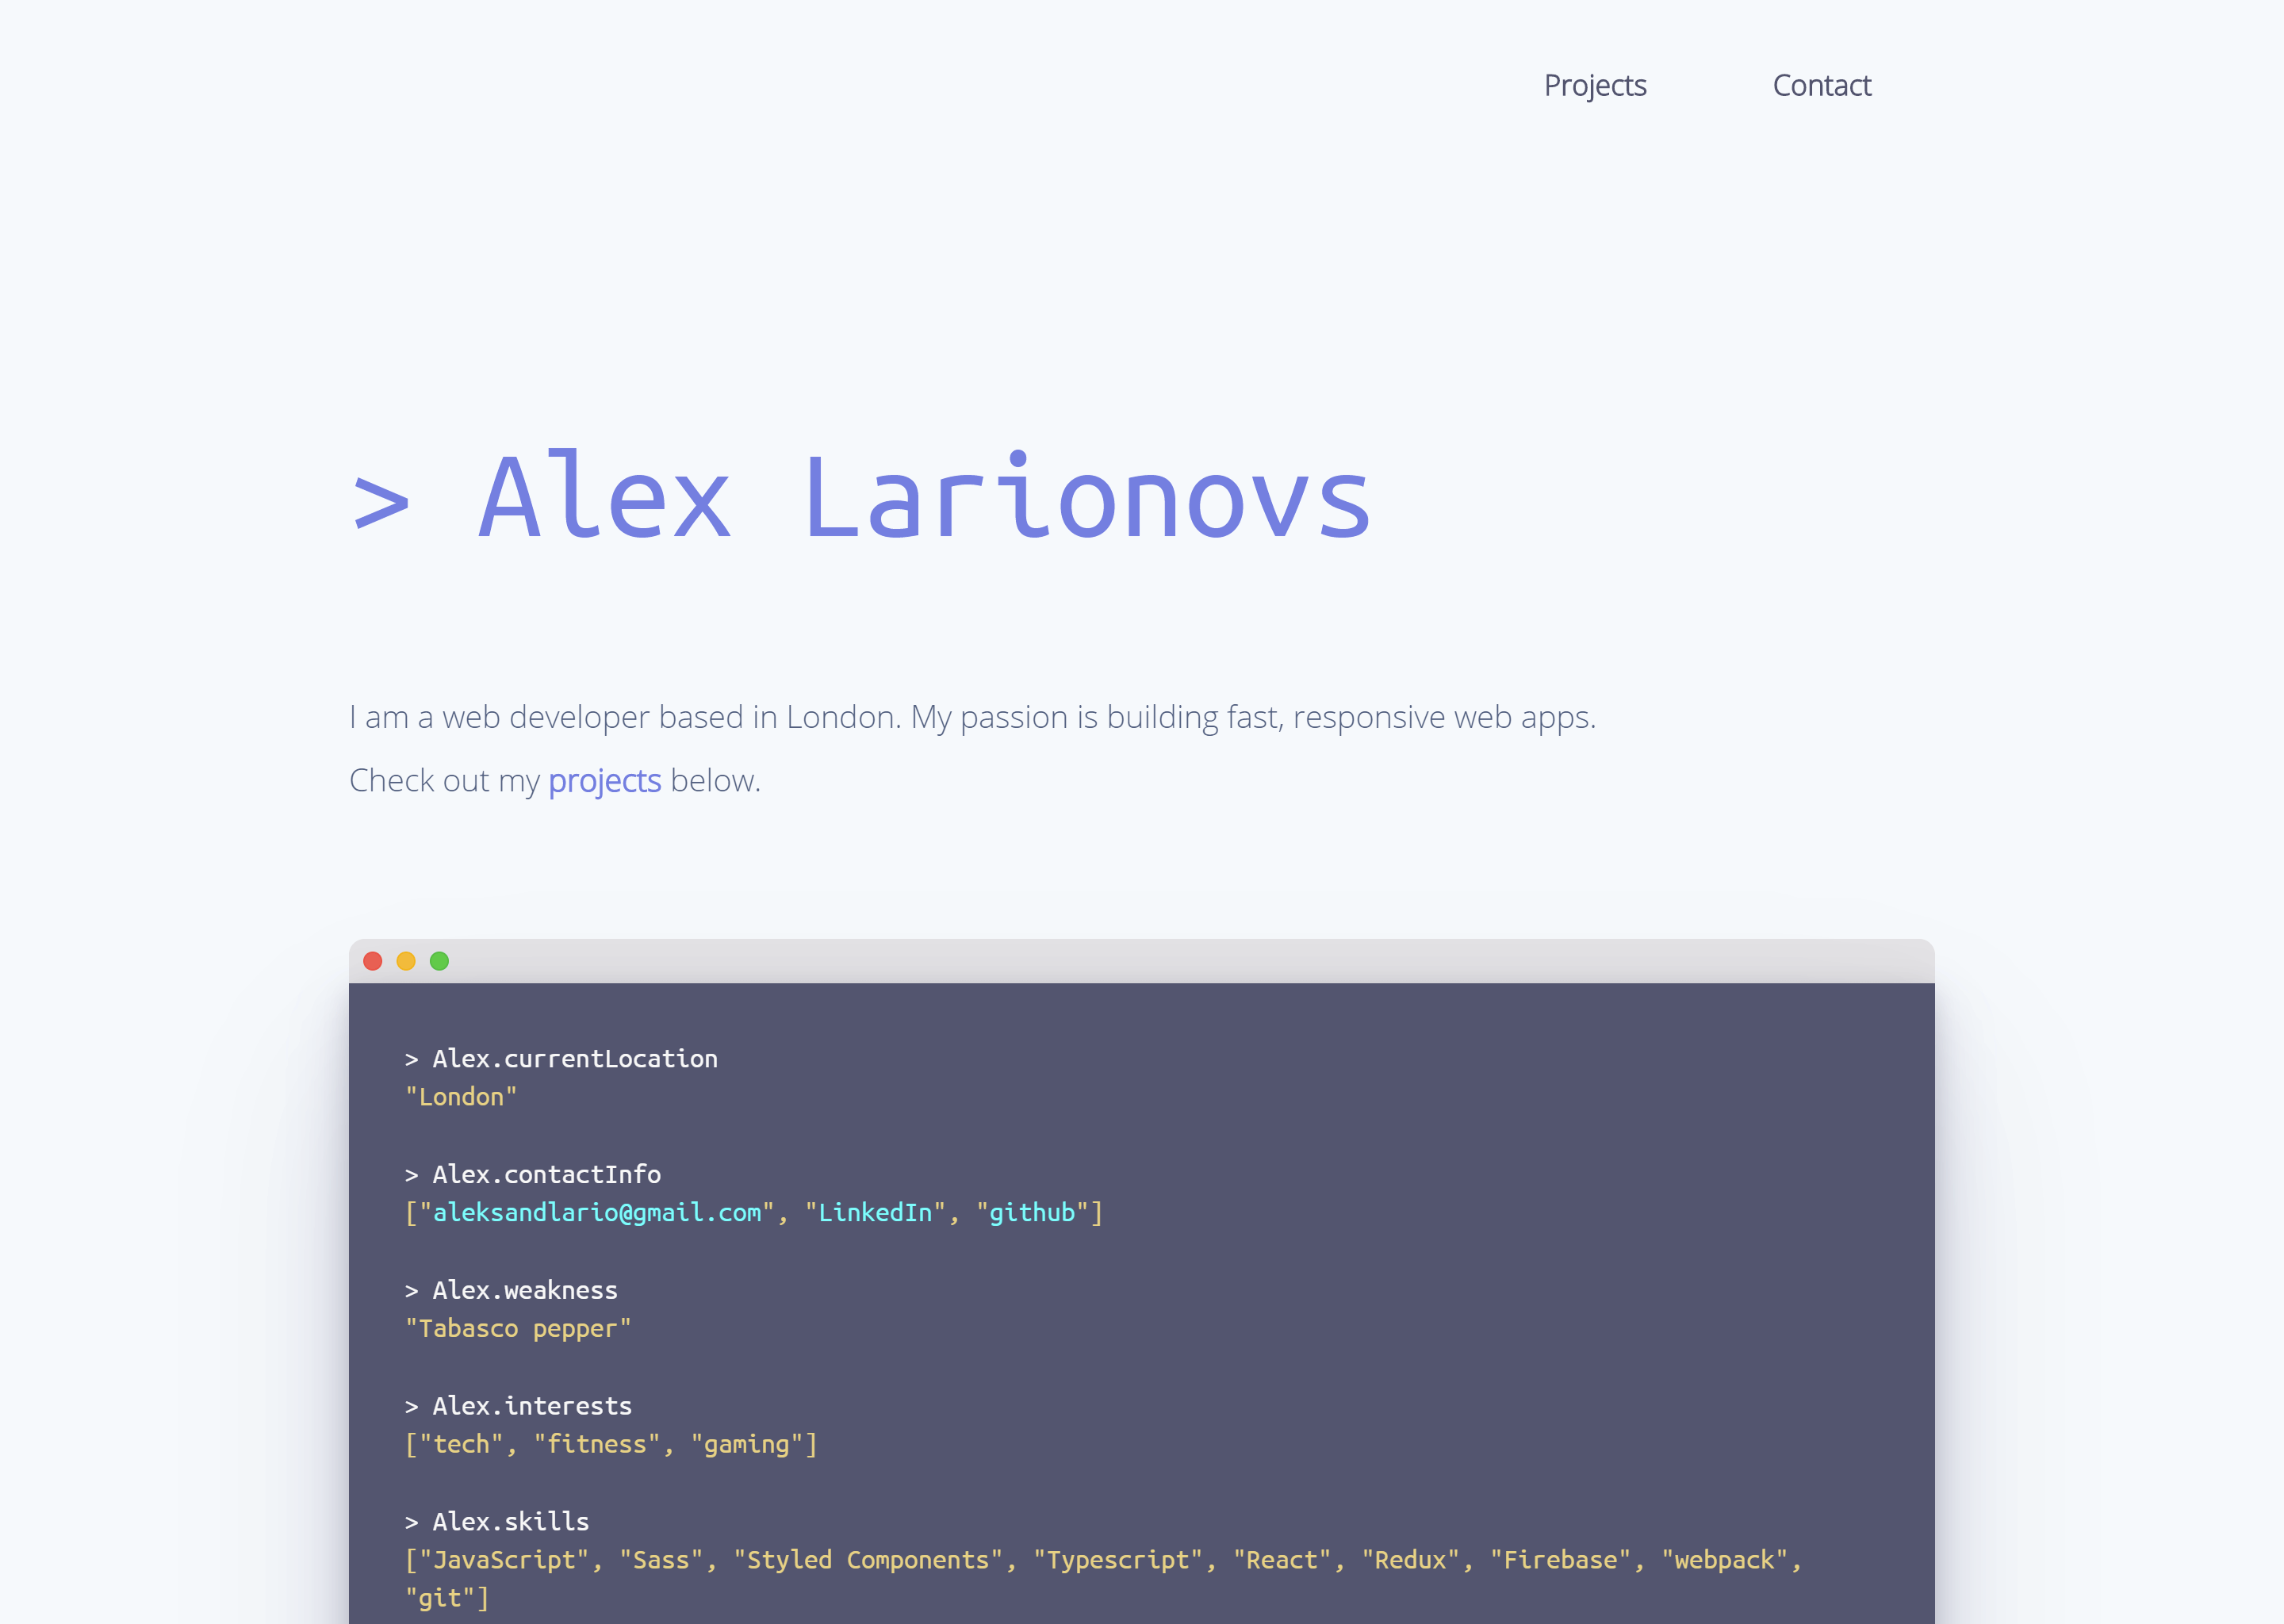 Projects Contact
> Alex Larionovs
I am a web developer based in London. My passion is building fast, responsive web apps.
Check out my projects below.
> Alex.currentLocation
"London"
> Alex.contactInfo
["aleksandlario@gmail.com", "LinkedIn", "github"]
> Alex.weakness
"Tabasco pepper"
> Alex.interests
["tech", "fitness", "gaming"]
> Alex.skills
["JavaScript", "Sass", "Styled Components", "Typescript", "React", "Redux", "Firebase", "webpack",
"git"]